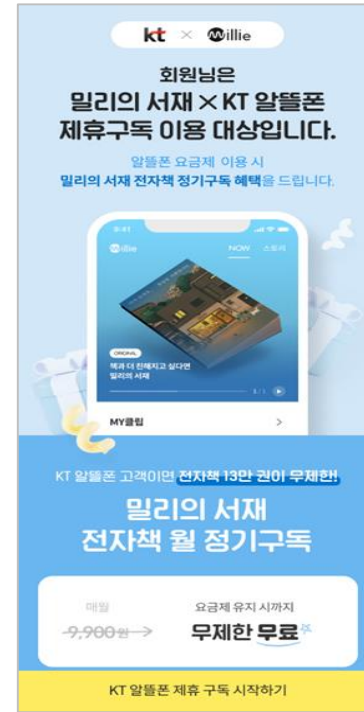 kt × Millie
회원님은
밀리의 서재 × KT 알뜰폰
제휴구독 이용 대상입니다.
알뜰폰 요금제 이용 시
밀리의 서재 전자책 정기구독 혜택을 드립니다.
9:41
Millie NOW 스토리
ORIGINAL
책과 더 친해지고 싶다면
밀리의 서재
MY클립 >
KT 알뜰폰 고객이면 전자책 13만 권이 무제한!
밀리의 서재
전자책 월 정기구독
매월 요금제 유지 시까지
9,900원 → 무제한 무료
KT 알뜰폰 제휴 구독 시작하기